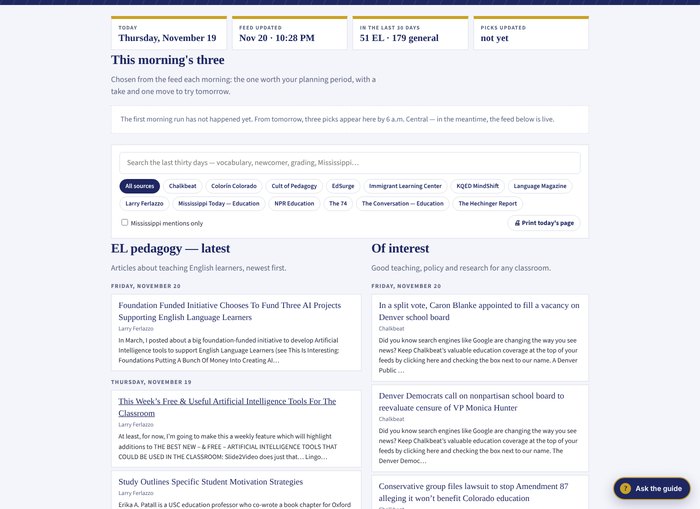 TODAY
Thursday, November 19
FEED UPDATED
Nov 20 · 10:28 PM
IN THE LAST 30 DAYS
51 EL · 179 general
PICKS UPDATED
not yet
This morning's three
Chosen from the feed each morning: the one worth your planning period, with a
take and one move to try tomorrow.
The first morning run has not happened yet. From tomorrow, three picks appear here by 6 a.m. Central — in the meantime, the feed below is live.
Search the last thirty days — vocabulary, newcomer, grading, Mississippi…
All sources
Chalkbeat
Colorín Colorado
Cult of Pedagogy
EdSurge
Immigrant Learning Center
KQED MindShift
Language Magazine
Larry Ferlazzo
Mississippi Today — Education
NPR Education
The 74
The Conversation — Education
The Hechinger Report
Mississippi mentions only
Print today's page
EL pedagogy — latest
Articles about teaching English learners, newest first.
FRIDAY, NOVEMBER 20
Foundation Funded Initiative Chooses To Fund Three AI Projects
Supporting English Language Learners
Larry Ferlazzo
In March, I posted about a big foundation-funded initiative to develop Artificial
Intelligence tools to support English Language Learners (see This Is Interesting:
Foundations Putting A Bunch Of Money Into Creating AI…
THURSDAY, NOVEMBER 19
This Week's Free & Useful Artificial Intelligence Tools For The
Classroom
Larry Ferlazzo
At least, for now, I'm going to make this a weekly feature which will highlight
additions to THE BEST NEW – & FREE – ARTIFICIAL INTELLIGENCE TOOLS THAT
COULD BE USED IN THE CLASSROOM: Slide2Video does just that… Lingo…
Study Outlines Specific Student Motivation Strategies
Larry Ferlazzo
Erika A. Patall is a USC education professor who co-wrote a book chapter for Oxford
Of interest
Good teaching, policy and research for any classroom.
FRIDAY, NOVEMBER 20
In a split vote, Caron Blanke appointed to fill a vacancy on
Denver school board
Chalkbeat
Did you know search engines like Google are changing the way you see
news? Keep Chalkbeat's valuable education coverage at the top of your
feeds by clicking here and checking the box next to our name. A Denver
Public …
Denver Democrats call on nonpartisan school board to
reevaluate censure of VP Monica Hunter
Chalkbeat
Did you know search engines like Google are changing the way you see
news? Keep Chalkbeat's valuable education coverage at the top of your
feeds by clicking here and checking the box next to our name. The
Denver Democ…
Conservative group files lawsuit to stop Amendment 87
alleging it won't benefit Colorado education
Chalkbeat
? Ask the guide